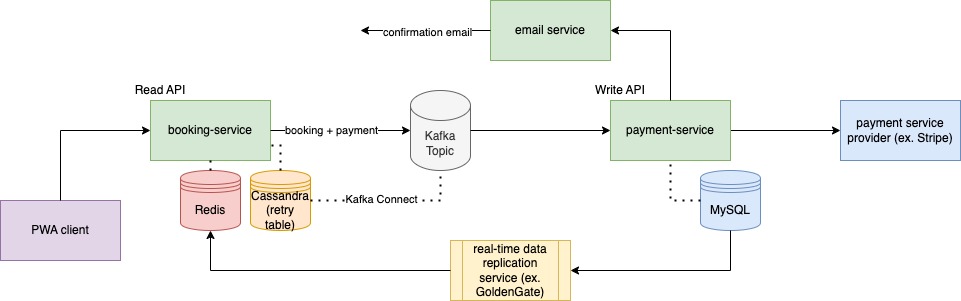 email service
confirmation email
Read API
Write API
booking-service
booking + payment
Kafka
Topic
payment-service
payment service
provider (ex. Stripe)
Redis
Cassandra
(retry
table)
Kafka Connect
MySQL
PWA client
real-time data
replication
service (ex.
GoldenGate)